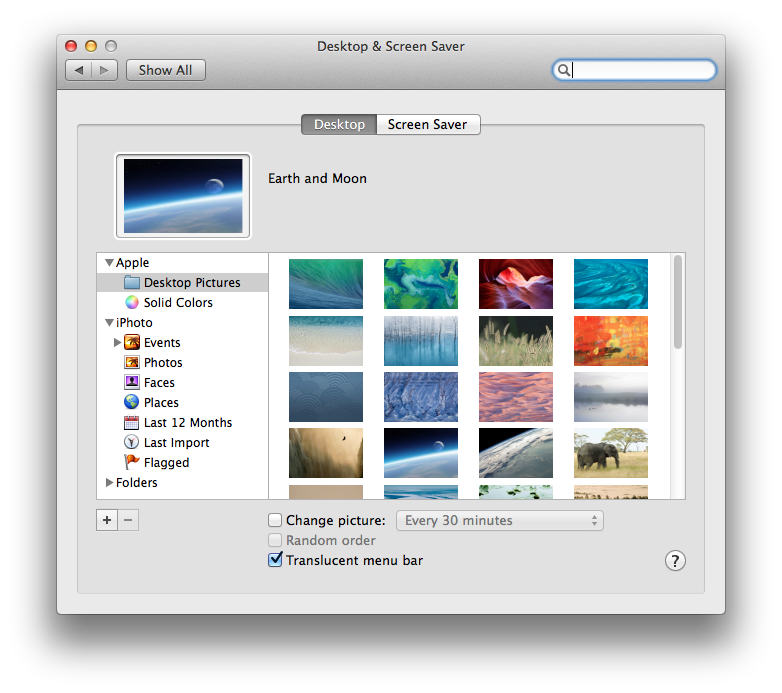 Desktop & Screen Saver
Show All
Desktop
Screen Saver
Earth and Moon
Apple
Desktop Pictures
Solid Colors
iPhoto
Events
Photos
Faces
Places
Last 12 Months
Last Import
Flagged
Folders
+ −
Change picture: Every 30 minutes
Random order
Translucent menu bar
?